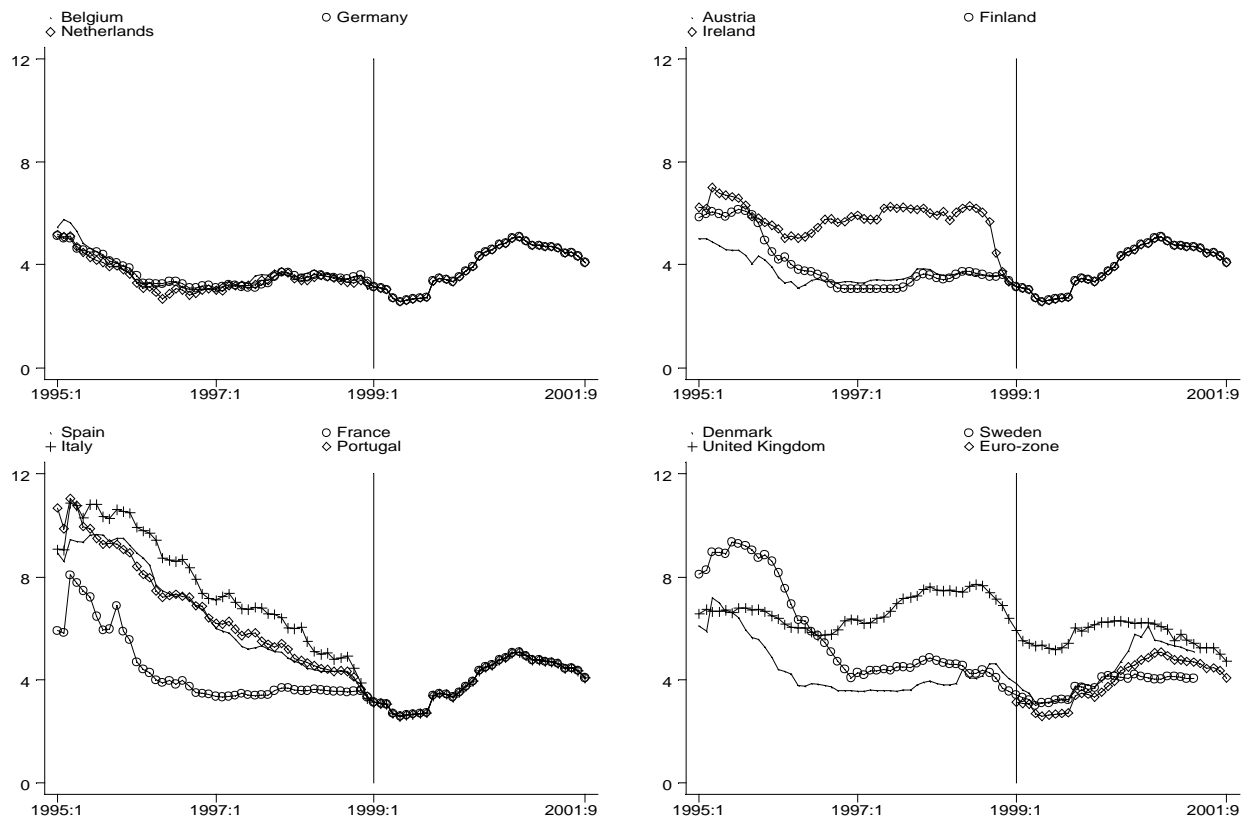 Belgium Germany
Netherlands
12
8
4
0
1995:1 1997:1 1999:1 2001:9
Austria Finland
Ireland
12
8
4
0
1995:1 1997:1 1999:1 2001:9
Spain France
Italy Portugal
12
8
4
0
1995:1 1997:1 1999:1 2001:9
Denmark Sweden
United Kingdom Euro-zone
12
8
4
0
1995:1 1997:1 1999:1 2001:9